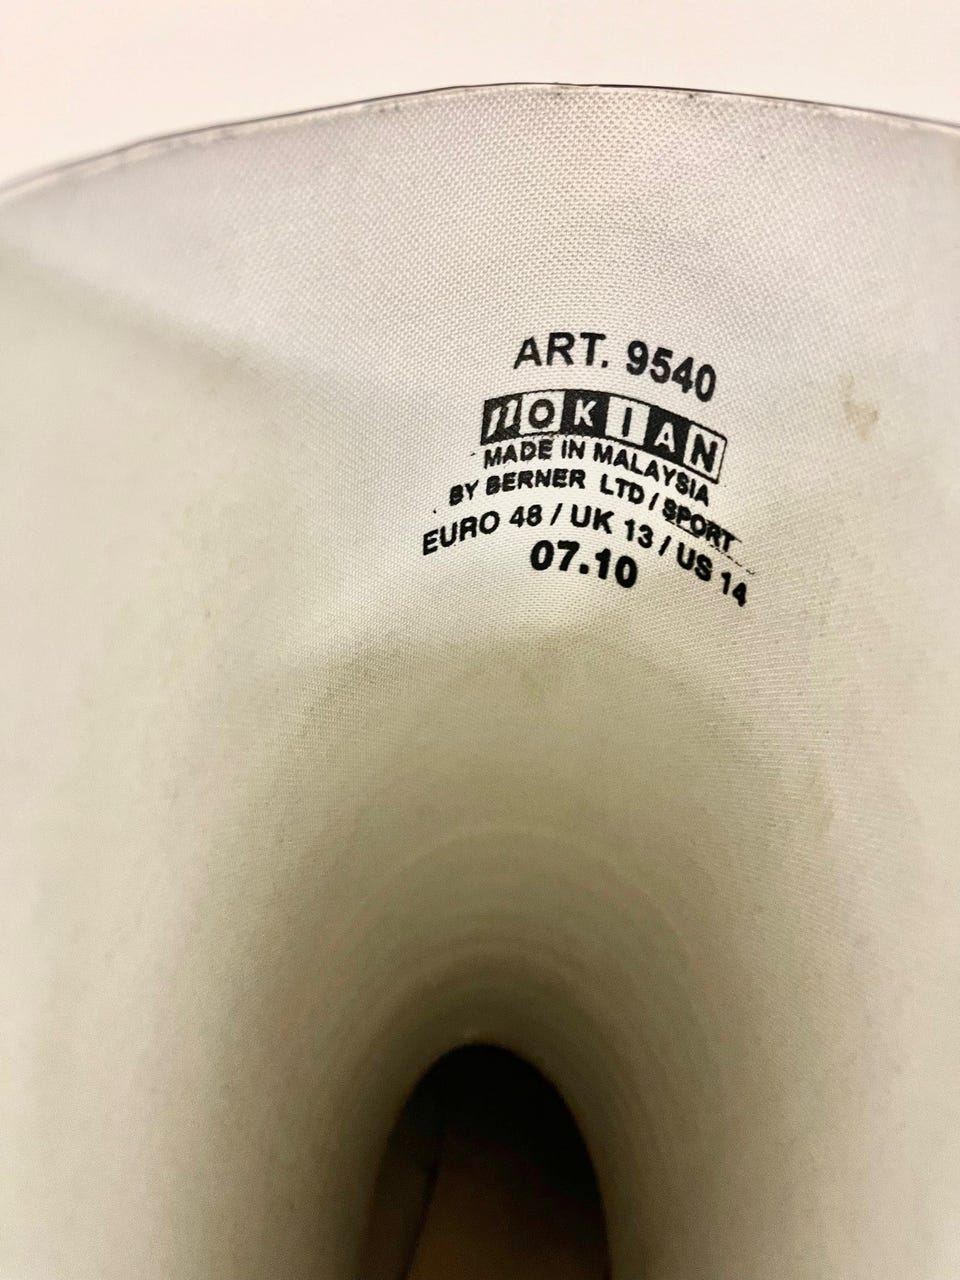 ART. 9540
nOKIAN
MADE IN MALAYSIA
BY BERNER LTD / SPORT
EURO 48 / UK 13 / US 14
07.10